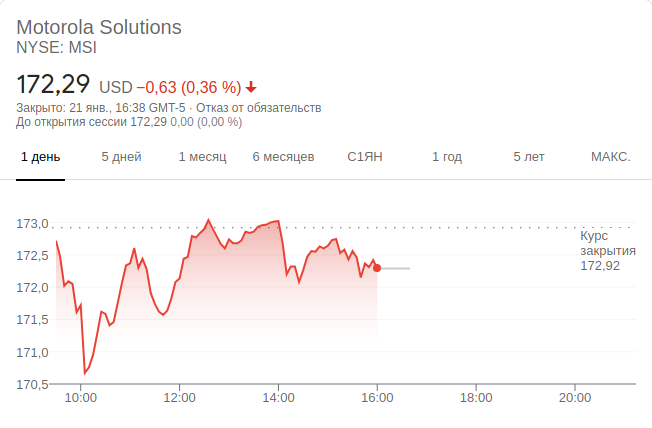 Motorola Solutions
NYSE: MSI
172,29 USD −0,63 (0,36 %)
Закрыто: 21 янв., 16:38 GMT-5 · Отказ от обязательств
До открытия сессии 172,29 0,00 (0,00 %)
1 день 5 дней 1 месяц 6 месяцев С1ЯН 1 год 5 лет МАКС.
173,0
Курс
закрытия
172,92
172,5
172,0
171,5
171,0
170,5
10:00 12:00 14:00 16:00 18:00 20:00